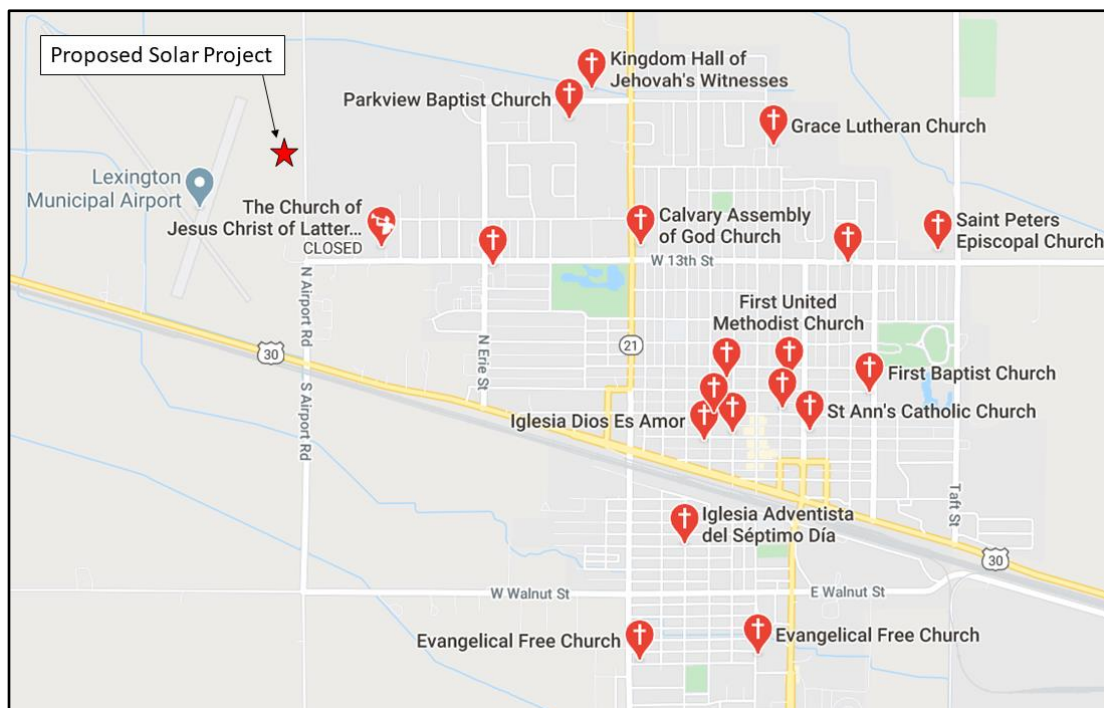 Proposed Solar Project
Kingdom Hall of
Jehovah's Witnesses
Parkview Baptist Church
Grace Lutheran Church
Lexington
Municipal Airport
The Church of
Jesus Christ of Latter...
CLOSED
Calvary Assembly
of God Church
Saint Peters
Episcopal Church
W 13th St
N Airport Rd
First United
Methodist Church
30
N Erie St
21
First Baptist Church
S Airport Rd
Iglesia Dios Es Amor
St Ann's Catholic Church
Taft St
Iglesia Adventista
del Séptimo Día
30
W Walnut St
E Walnut St
Evangelical Free Church
Evangelical Free Church